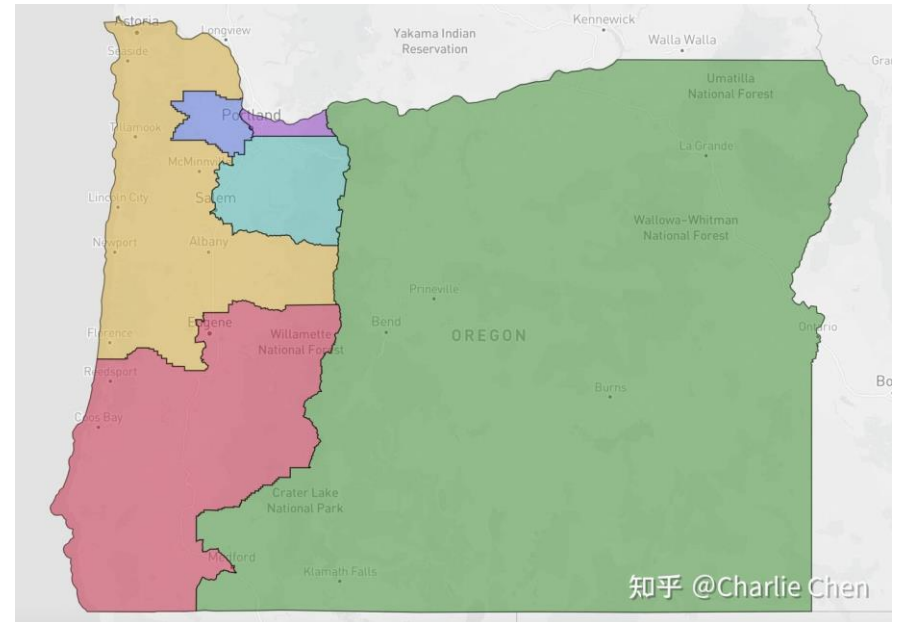 Astoria
Longview
Kennewick
Yakama Indian
Reservation
Walla Walla
Seaside
Gra
Umatilla
National Forest
Portland
Tillamook
La Grande
McMinnville
Lincoln City
Salem
Wallowa-Whitman
National Forest
Newport
Albany
Prineville
Florence
Eugene
Willamette
National Forest
Bend
OREGON
Ontario
Reedsport
Bo
Burns
Coos Bay
Crater Lake
National Park
Medford
Klamath Falls
知乎 @Charlie Chen